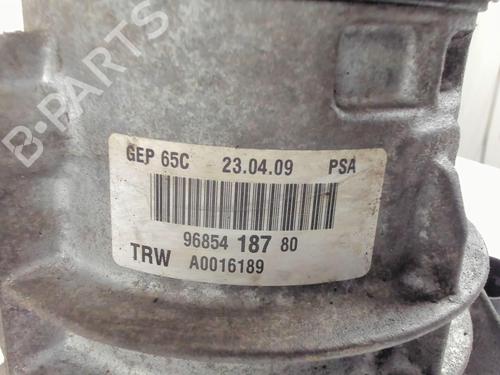 B-PARTS
GEP 65C 23.04.09 PSA
96854 187 80
TRW A0016189